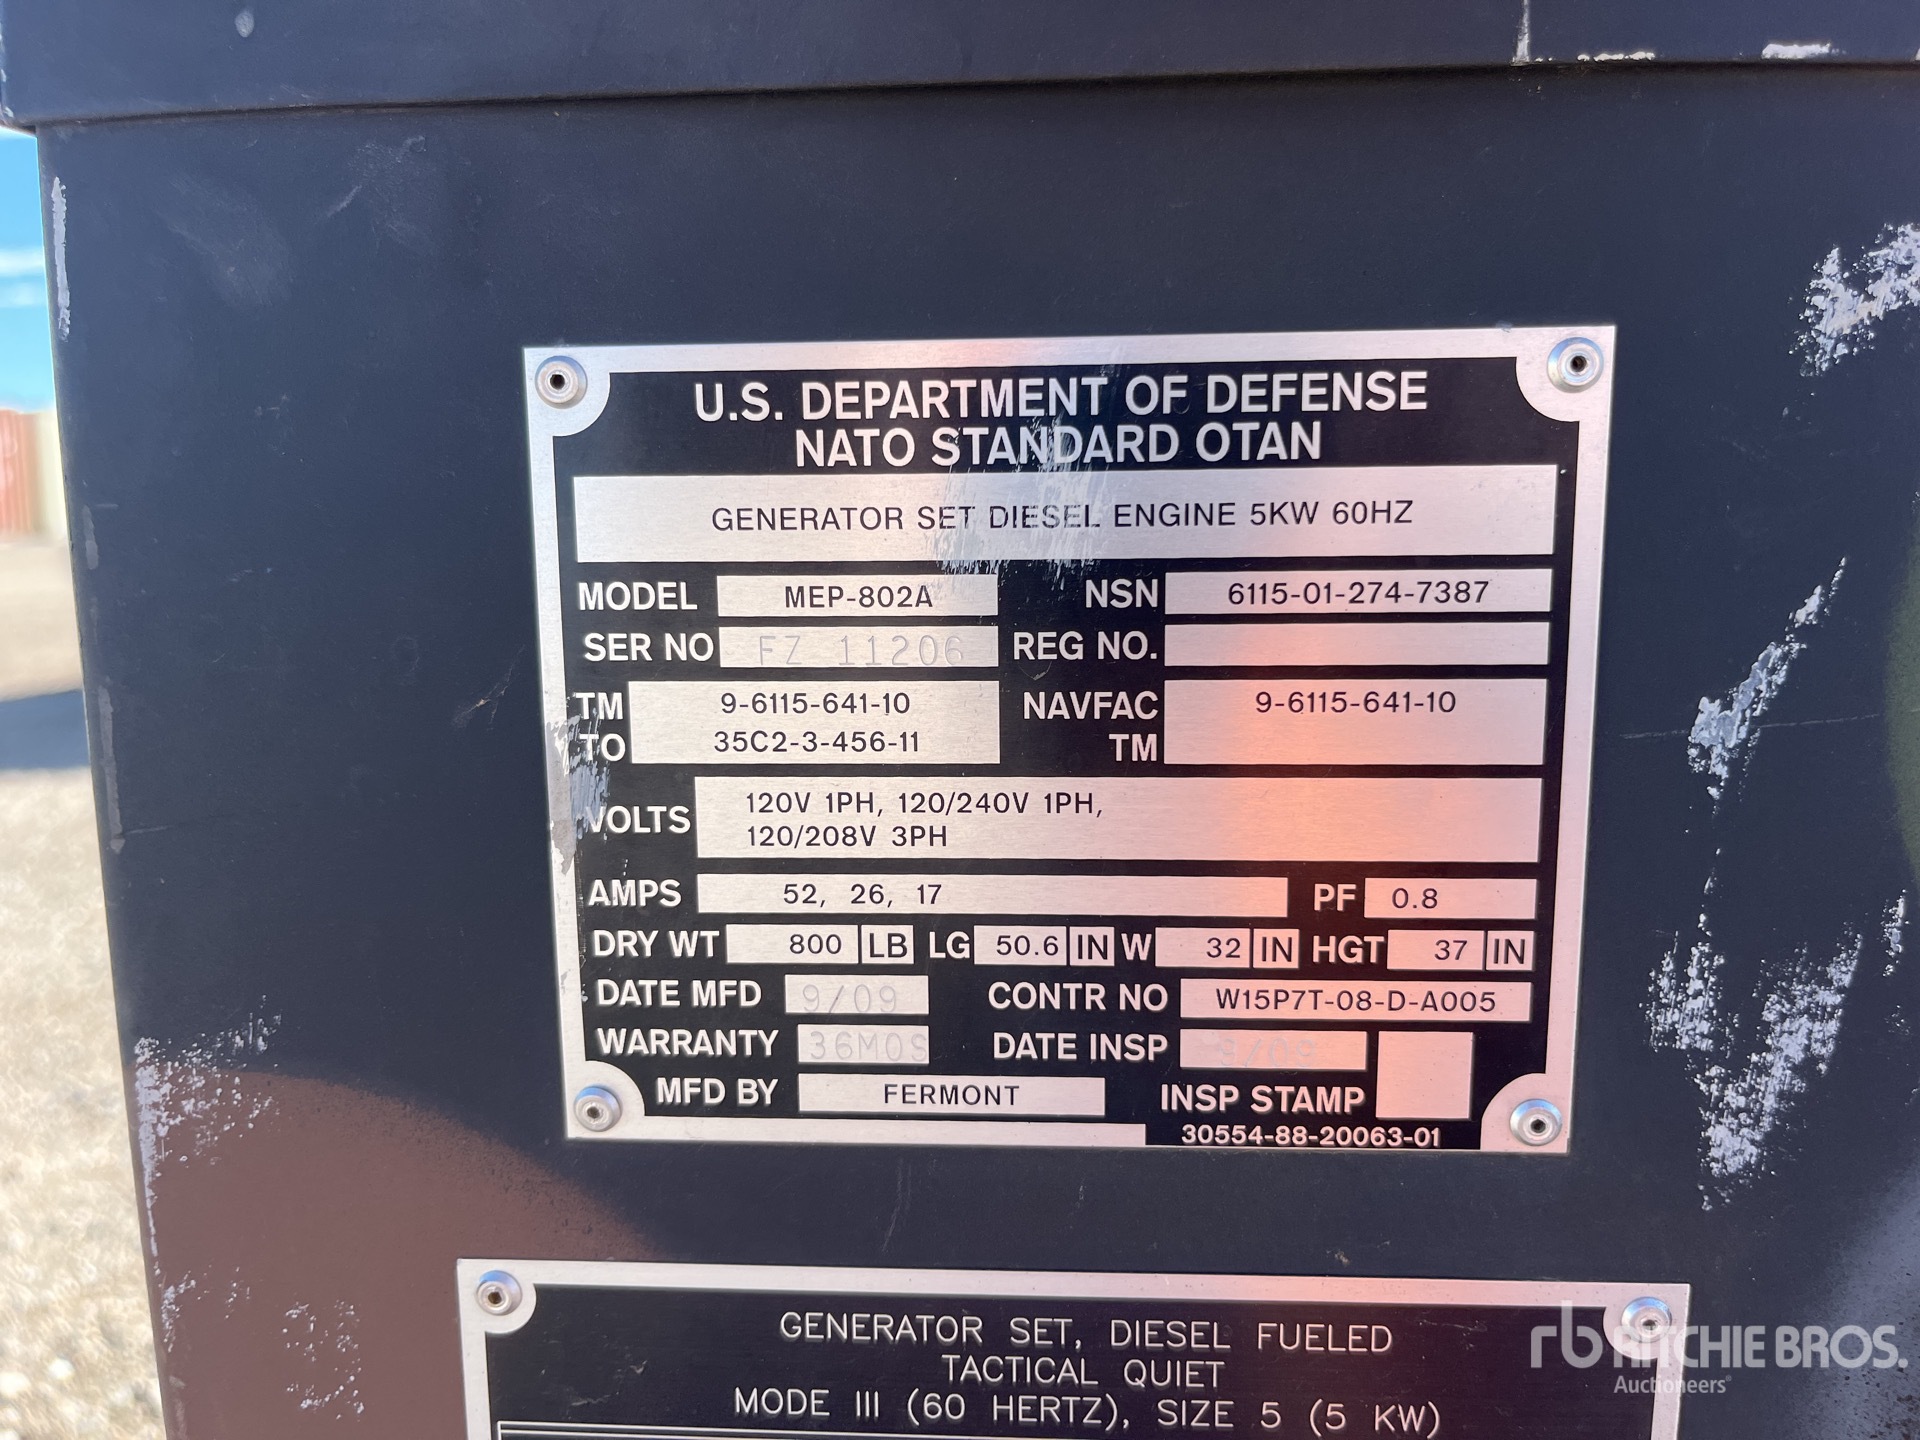 U.S. DEPARTMENT OF DEFENSE
NATO STANDARD OTAN
GENERATOR SET DIESEL ENGINE 5KW 60HZ
MODEL MEP-802A NSN 6115-01-274-7387
SER NO FZ 11206 REG NO.
TM 9-6115-641-10 NAVFAC 9-6115-641-10
TO 35C2-3-456-11 TM
VOLTS 120V 1PH, 120/240V 1PH,
120/208V 3PH
AMPS 52, 26, 17 PF 0.8
DRY WT 800 LB LG 50.6 IN W 32 IN HGT 37 IN
DATE MFD 9/09 CONTR NO W15P7T-08-D-A005
WARRANTY 36MOS DATE INSP
MFD BY FERMONT INSP STAMP
30554-88-20063-01
GENERATOR SET, DIESEL FUELED
TACTICAL QUIET
MODE III (60 HERTZ), SIZE 5 (5 KW)
rb RITCHIE BROS.
Auctioneers